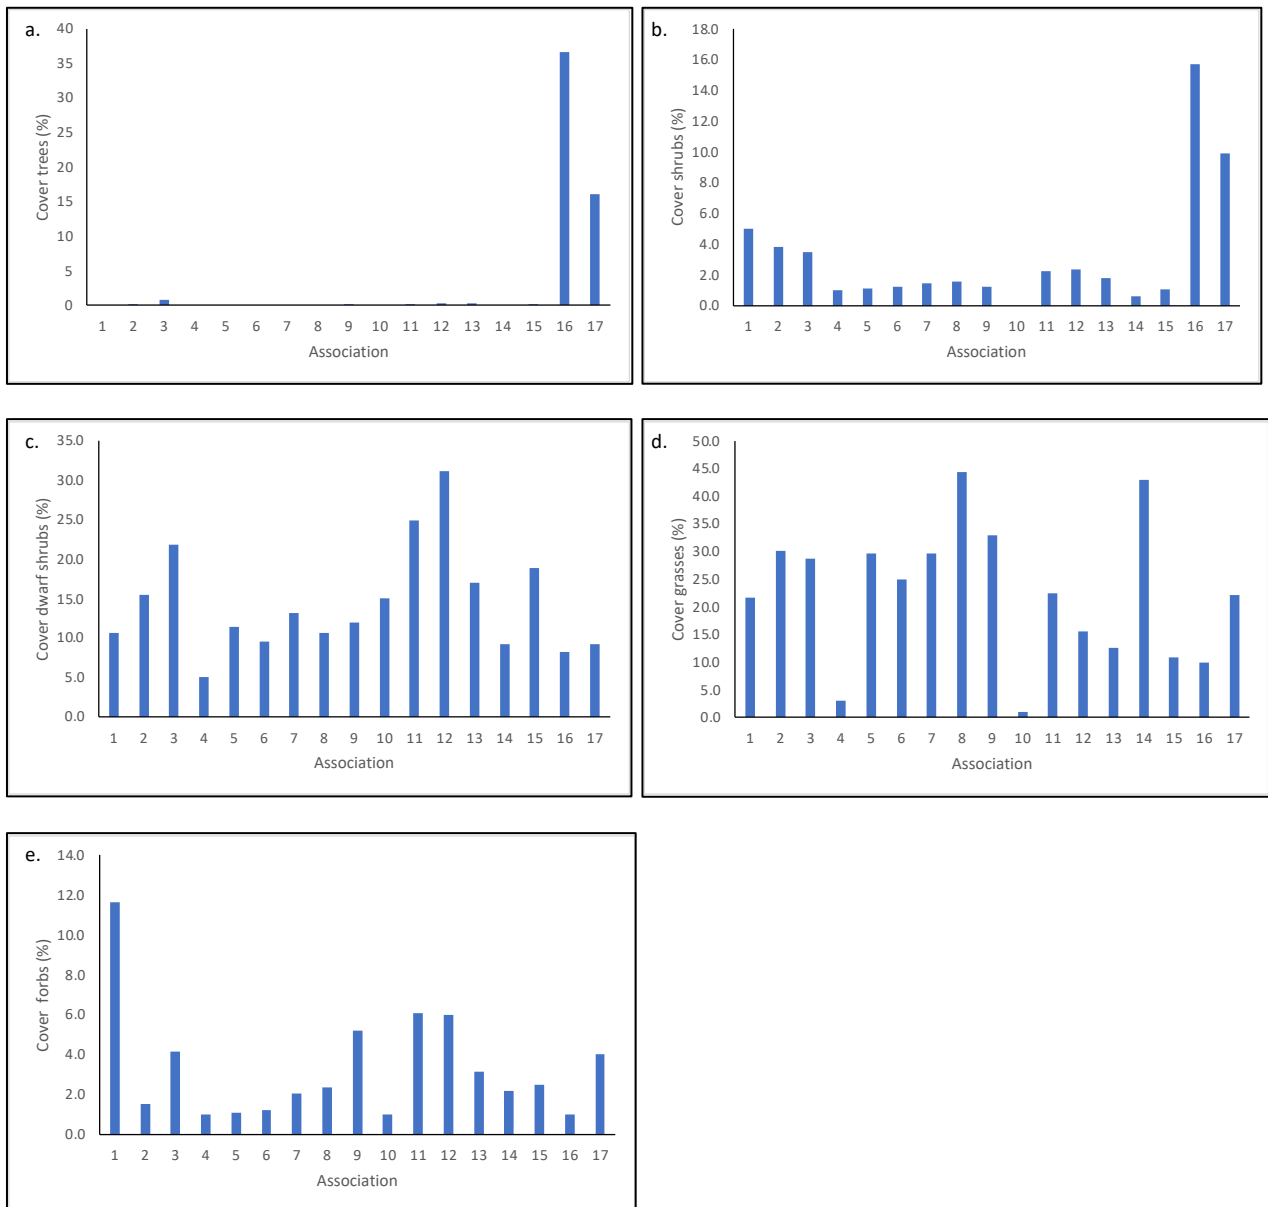 a.
40
35
30
25
20
15
10
5
0
Cover trees (%)
1 2 3 4 5 6 7 8 9 10 11 12 13 14 15 16 17
Association
b.
18.0
16.0
14.0
12.0
10.0
8.0
6.0
4.0
2.0
0.0
Cover shrubs (%)
1 2 3 4 5 6 7 8 9 10 11 12 13 14 15 16 17
Association
c.
35.0
30.0
25.0
20.0
15.0
10.0
5.0
0.0
Cover dwarf shrubs (%)
1 2 3 4 5 6 7 8 9 10 11 12 13 14 15 16 17
Association
d.
50.0
45.0
40.0
35.0
30.0
25.0
20.0
15.0
10.0
5.0
0.0
Cover grasses (%)
1 2 3 4 5 6 7 8 9 10 11 12 13 14 15 16 17
Association
e.
14.0
12.0
10.0
8.0
6.0
4.0
2.0
0.0
Cover forbs (%)
1 2 3 4 5 6 7 8 9 10 11 12 13 14 15 16 17
Association